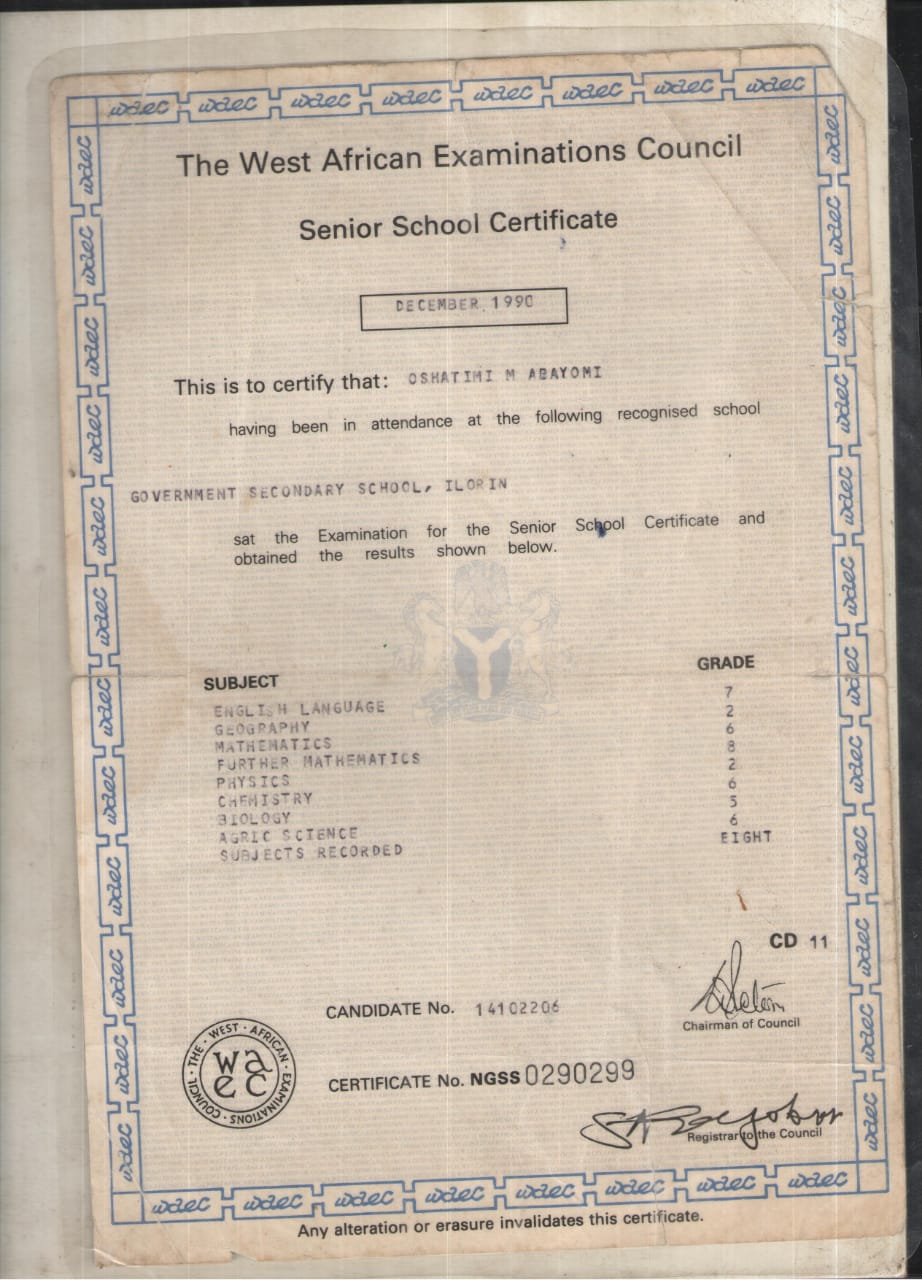 waec waec waec waec waec waec waec waec
The West African Examinations Council
Senior School Certificate
DECEMBER, 1990
This is to certify that: OSHATIMI M ABAYOMI
having been in attendance at the following recognised school
GOVERNMENT SECONDARY SCHOOL, ILORIN
sat the Examination for the Senior School Certificate and
obtained the results shown below.
SUBJECT GRADE
ENGLISH LANGUAGE 7
GEOGRAPHY 2
MATHEMATICS 6
FURTHER MATHEMATICS 8
PHYSICS 2
CHEMISTRY 6
BIOLOGY 5
AGRIC SCIENCE 6
SUBJECTS RECORDED EIGHT
CD 11
CANDIDATE No. 14102206
Chairman of Council
THE · WEST · AFRICAN · EXAMINATIONS · COUNCIL
wa
ec
CERTIFICATE No. NGSS 0290299
Registrar to the Council
waec waec waec waec waec waec waec waec
Any alteration or erasure invalidates this certificate.